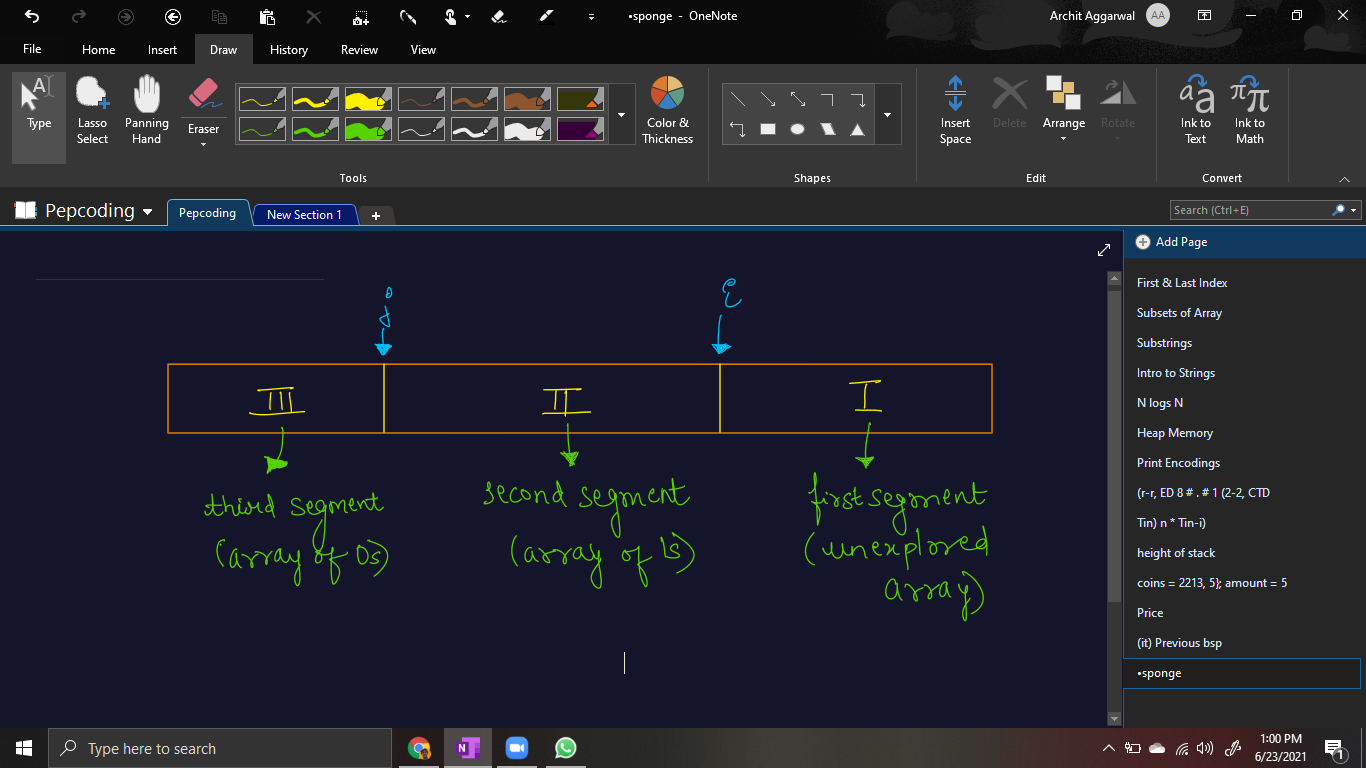 •sponge - OneNote
Archit Aggarwal
AA
File
Home
Insert
Draw
History
Review
View
Type
Lasso Select
Panning Hand
Eraser
Color & Thickness
Insert Space
Delete
Arrange
Rotate
Ink to Text
Ink to Math
Tools
Shapes
Edit
Convert
Pepcoding
Pepcoding
New Section 1
Search (Ctrl+E)
Add Page
First & Last Index
Subsets of Array
Substrings
Intro to Strings
N logs N
Heap Memory
Print Encodings
(r-r, ED 8 # . # 1 (2-2, CTD
Tin) n * Tin-i)
height of stack
coins = 2213, 5}; amount = 5
Price
(it) Previous bsp
•sponge
j
i
III
II
I
third segment
(array of 0s)
second segment
(array of 1s)
first segment
(unexplored
array)
Type here to search
1:00 PM
6/23/2021
1